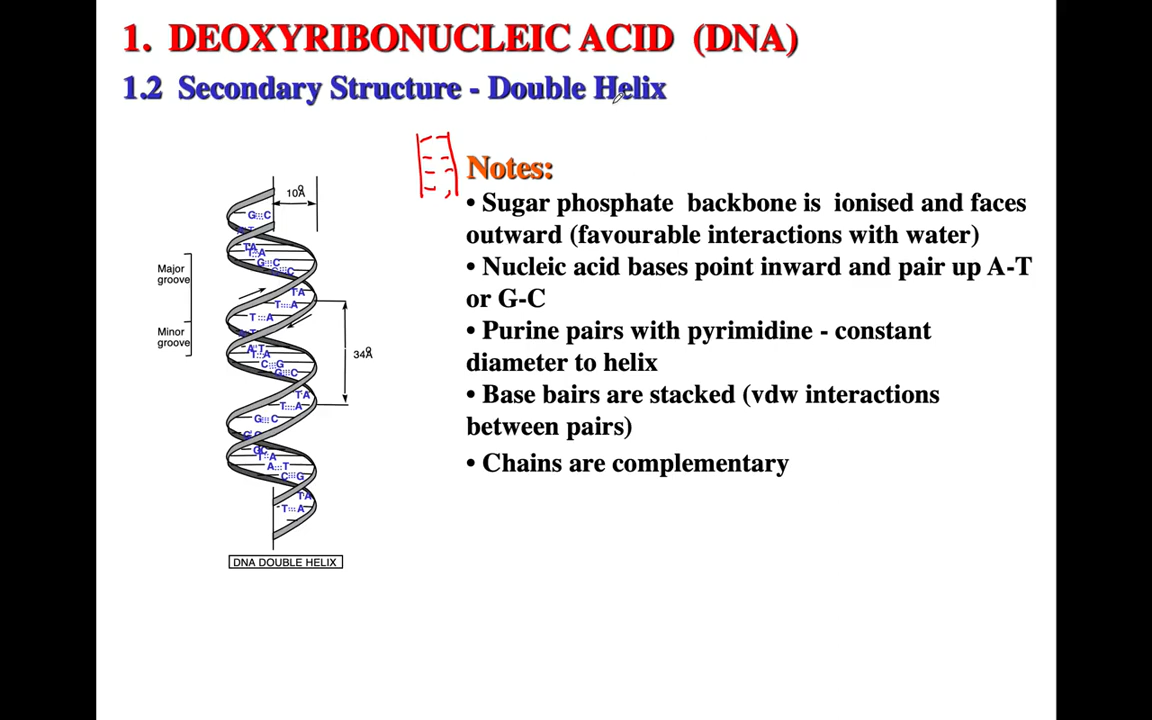 1. DEOXYRIBONUCLEIC ACID (DNA)
1.2 Secondary Structure - Double Helix
Notes:
• Sugar phosphate backbone is ionised and faces
outward (favourable interactions with water)
• Nucleic acid bases point inward and pair up A-T
or G-C
• Purine pairs with pyrimidine - constant
diameter to helix
• Base bairs are stacked (vdw interactions
between pairs)
• Chains are complementary
10Å
G:::C
T::A
G:::C
Major
groove
TA
T::::A
T:::A
Minor
groove
34Å
C:::G
G:::C
TA
T::::A
G:::C
T::A
A:::T
C:::G
TA
T:::A
DNA DOUBLE HELIX